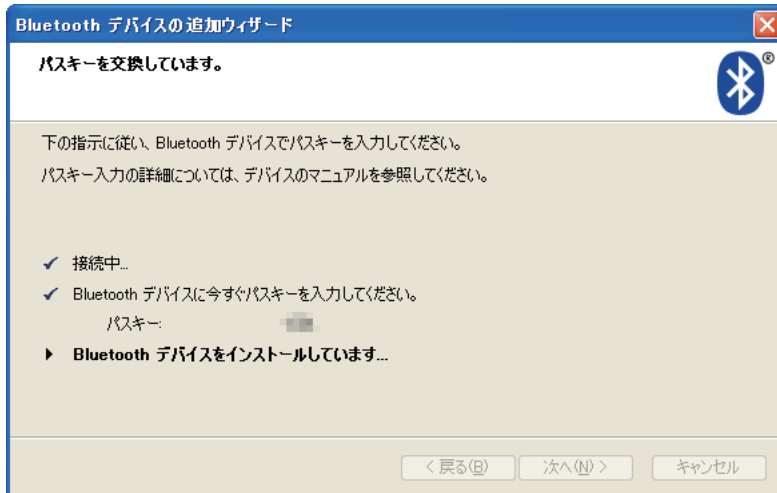 Bluetooth デバイスの追加ウィザード
パスキーを交換しています。
®
下の指示に従い、Bluetooth デバイスでパスキーを入力してください。
パスキー入力の詳細については、デバイスのマニュアルを参照してください。
接続中...
Bluetooth デバイスに今すぐパスキーを入力してください。
パスキー:
Bluetooth デバイスをインストールしています...
< 戻る(B) 次へ(N) > キャンセル